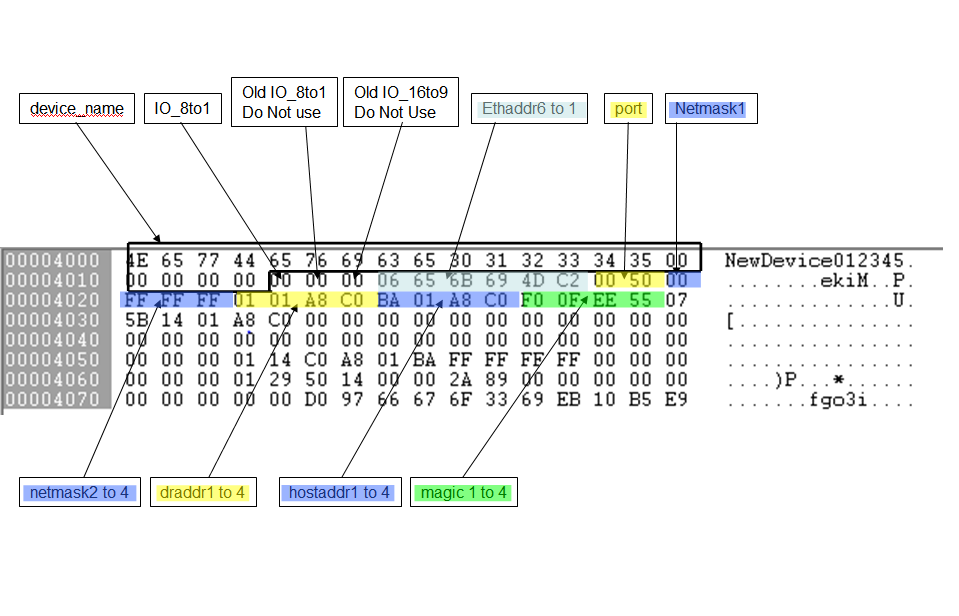 device_name
IO_8to1
Old IO_8to1
Do Not use
Old IO_16to9
Do Not Use
Ethaddr6 to 1
port
Netmask1
00004000 4E 65 77 44 65 76 69 63 65 30 31 32 33 34 35 00 NewDevice012345.
00004010 00 00 00 00 00 00 00 06 65 6B 69 4D C2 00 50 00 ........ekiM..P.
00004020 FF FF FF 01 01 A8 C0 BA 01 A8 C0 F0 0F EE 55 07 ..............U.
00004030 5B 14 01 A8 C0 00 00 00 00 00 00 00 00 00 00 00 [...............
00004040 00 00 00 00 00 00 00 00 00 00 00 00 00 00 00 00 ................
00004050 00 00 00 01 14 C0 A8 01 BA FF FF FF FF 00 00 00 ................
00004060 00 00 00 01 29 50 14 00 00 2A 89 00 00 00 00 00 ....)P...*......
00004070 00 00 00 00 00 D0 97 66 67 6F 33 69 EB 10 B5 E9 .......fgo3i....
netmask2 to 4
draddr1 to 4
hostaddr1 to 4
magic 1 to 4